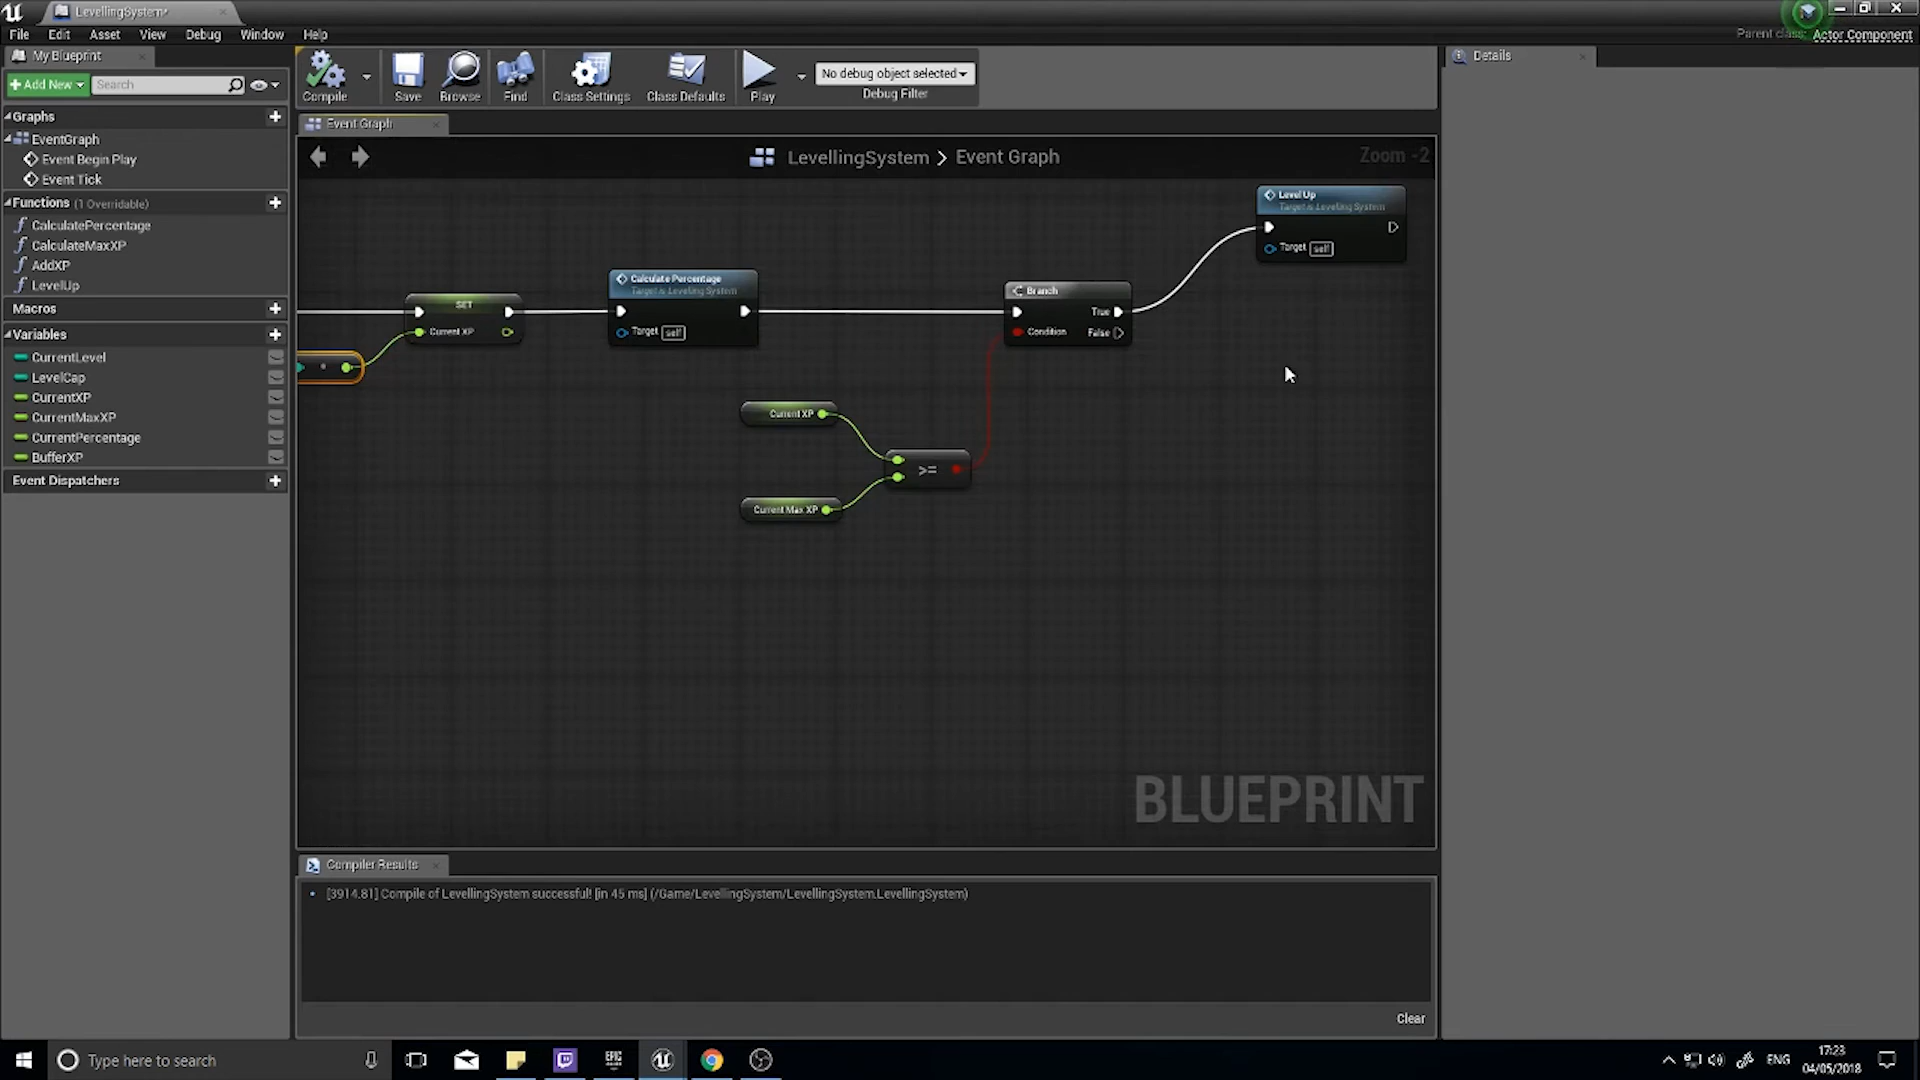 LevellingSystem*
File Edit Asset View Debug Window Help
Parent class: Actor Component
My Blueprint
Details
Add New
Search
Compile
Save
Browse
Find
Class Settings
Class Defaults
Play
No debug object selected
Debug Filter
Graphs
EventGraph
Event Begin Play
Event Tick
Functions (1 Overridable)
CalculatePercentage
CalculateMaxXP
AddXP
LevelUp
Macros
Variables
CurrentLevel
LevelCap
CurrentXP
CurrentMaxXP
CurrentPercentage
BufferXP
Event Dispatchers
Event Graph
LevellingSystem > Event Graph
Zoom -2
SET
Current XP
Calculate Percentage
Target is Levelling System
Target self
Branch
True
Condition
False
Level Up
Target is Levelling System
Target self
Current XP
>=
Current Max XP
BLUEPRINT
Compiler Results
[3914.81] Compile of LevellingSystem successful! [in 45 ms] (/Game/LevellingSystem/LevellingSystem.LevellingSystem)
Clear
Type here to search
EPIC
ENG
17:23
04/05/2018